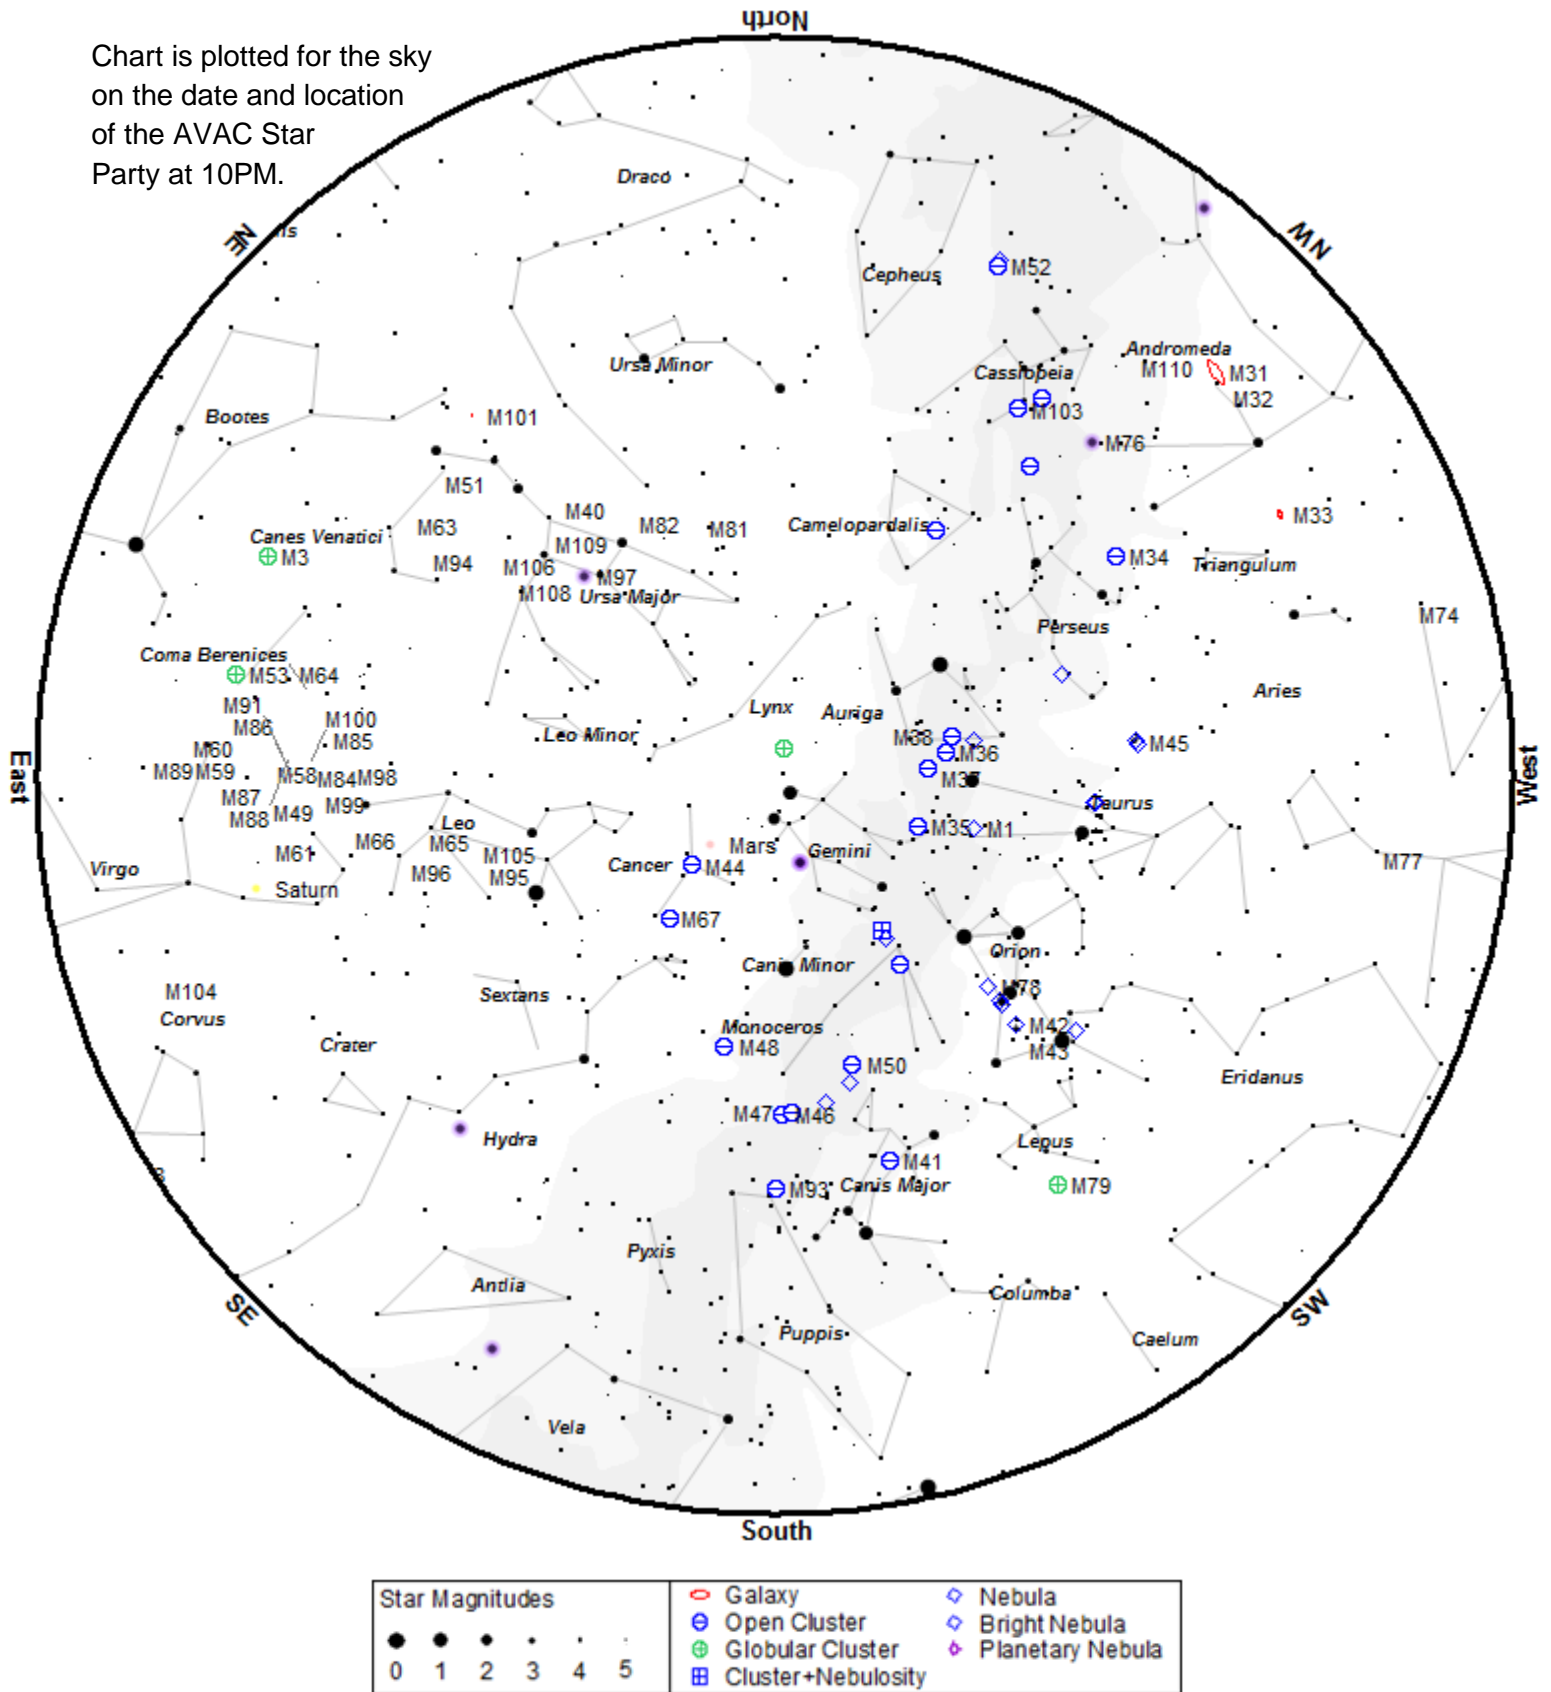 North
Chart is plotted for the sky
on the date and location
of the AVAC Star
Party at 10PM.
Draco
NE
NW
Cepheus
M52
Ursa Minor
Andromeda
M110
M31
M32
Cassiopeia
M103
Bootes
M101
M76
M51
M40
M82
M81
Camelopardalis
M33
Canes Venatici
M63
M3
M94
M109
M106
M97
M108
Ursa Major
M34
Triangulum
Perseus
M74
Coma Berenices
M53
M64
Aries
M91
M86
M100
M85
Lynx
Auriga
Leo Minor
M38
M36
M45
M60
M89
M59
M58
M84
M98
M37
East
West
M87
M88
M49
M99
Taurus
Leo
M35
M1
M66
M65
M61
M105
M96
M95
Mars
Gemini
Cancer
M44
M77
Virgo
Saturn
M67
Orion
Canis Minor
M104
Corvus
Sextans
M78
Monoceros
M48
M42
M43
Crater
M50
Eridanus
M47
M46
Hydra
Lepus
M41
Canis Major
M79
M93
Pyxis
Antlia
Columba
SE
SW
Puppis
Caelum
Vela
South
Star Magnitudes
0 1 2 3 4 5
Galaxy
Open Cluster
Globular Cluster
Cluster+Nebulosity
Nebula
Bright Nebula
Planetary Nebula